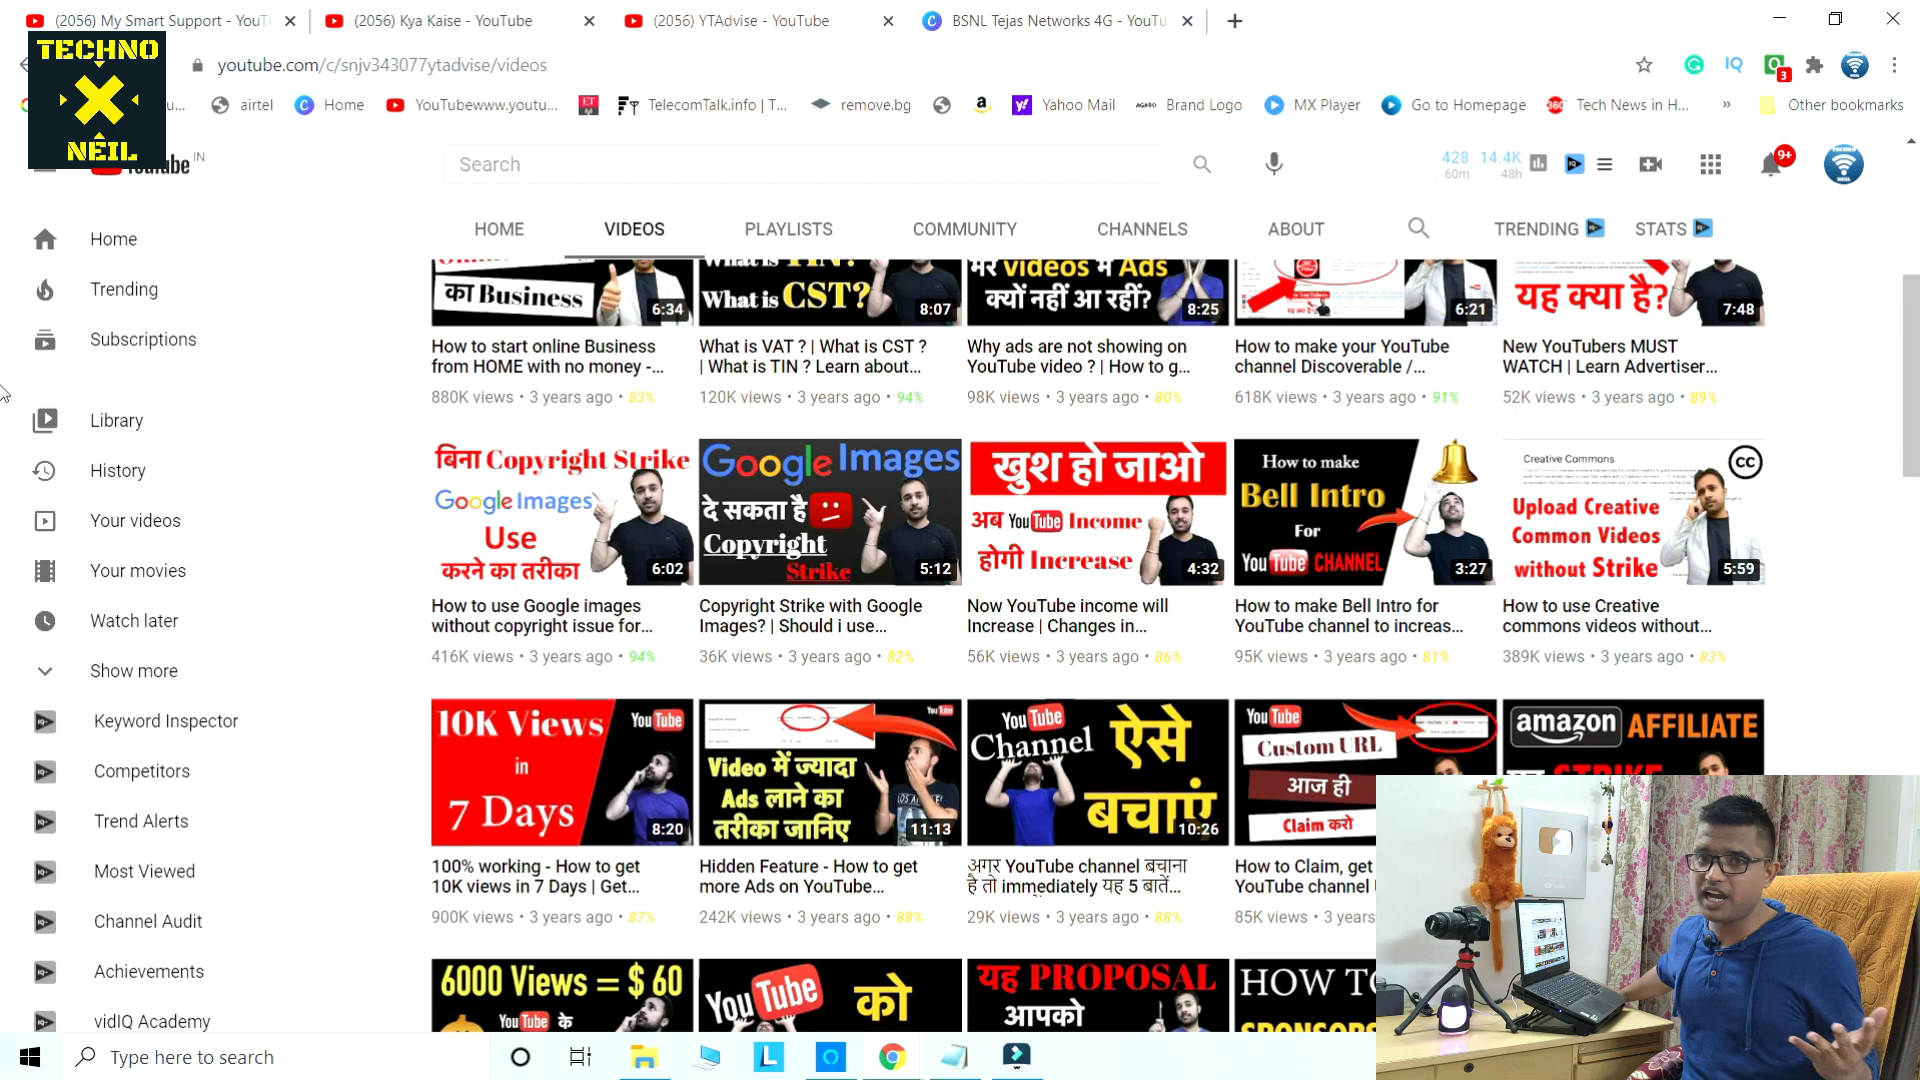 (2056) My Smart Support - YouT
(2056) Kya Kaise - YouTube
(2056) YTAdvise - YouTube
BSNL Tejas Networks 4G - YouTu
TECHNO
NEIL
youtube.com/c/snjv343077ytadvise/videos
IQ
3
u...
airtel
Home
YouTubewww.youtu...
TelecomTalk.info | T...
remove.bg
Yahoo Mail
Brand Logo
MX Player
Go to Homepage
Tech News in H...
»
Other bookmarks
IN
Search
428
60m
14.4K
48h
9+
HOME
VIDEOS
PLAYLISTS
COMMUNITY
CHANNELS
ABOUT
TRENDING
STATS
Home
Trending
Subscriptions
Library
History
Your videos
Your movies
Watch later
Show more
Keyword Inspector
Competitors
Trend Alerts
Most Viewed
Channel Audit
Achievements
vidIQ Academy
का Business
6:34
What is CST?
8:07
मेरे videos में Ads
क्यों नहीं आ रहीं?
8:25
6:21
यह क्या है?
7:48
How to start online Business
from HOME with no money -...
880K views • 3 years ago • 83%
What is VAT ? | What is CST ?
| What is TIN ? Learn about...
120K views • 3 years ago • 94%
Why ads are not showing on
YouTube video ? | How to g...
98K views • 3 years ago • 80%
How to make your YouTube
channel Discoverable /...
618K views • 3 years ago • 91%
New YouTubers MUST
WATCH | Learn Advertiser...
52K views • 3 years ago • 89%
बिना Copyright Strike
Google Images
Use
करने का तरीका
6:02
Google Images
दे सकता है
Copyright
Strike
5:12
खुश हो जाओ
अब YouTube Income
होगी Increase
4:32
How to make
Bell Intro
For
YouTube CHANNEL
3:27
Creative Commons
CC
Upload Creative
Common Videos
without Strike
5:59
How to use Google images
without copyright issue for...
416K views • 3 years ago • 94%
Copyright Strike with Google
Images? | Should i use...
36K views • 3 years ago • 82%
Now YouTube income will
Increase | Changes in...
56K views • 3 years ago • 86%
How to make Bell Intro for
YouTube channel to increas...
95K views • 3 years ago • 81%
How to use Creative
commons videos without...
389K views • 3 years ago • 83%
10K Views
YouTube
in
7 Days
8:20
YouTube
Video में ज्यादा
Ads लाने का
तरीका जानिए
11:13
YouTube
Channel ऐसे
बचाएं
10:26
YouTube
Custom URL
आज ही
Claim करो
amazon AFFILIATE
100% working - How to get
10K views in 7 Days | Get...
900K views • 3 years ago • 87%
Hidden Feature - How to get
more Ads on YouTube...
242K views • 3 years ago • 88%
अगर YouTube channel बचाना
है तो immediately यह 5 बातें...
29K views • 3 years ago • 88%
How to Claim, get
YouTube channel
85K views • 3 years
6000 Views = $ 60
YouTube के
YouTube को
यह PROPOSAL
आपको
HOW TO
Type here to search